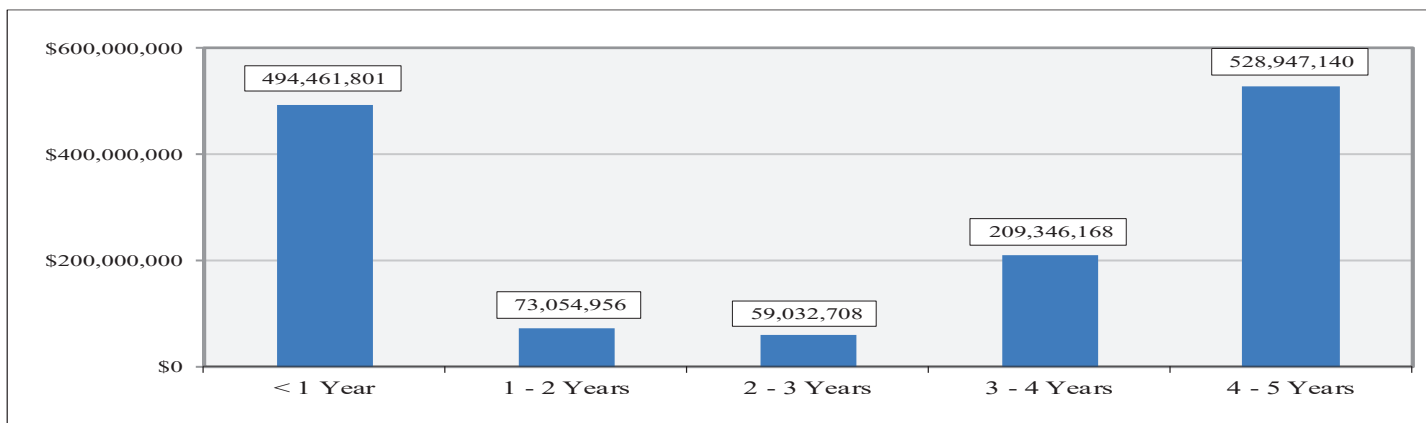 $600,000,000
$400,000,000
$200,000,000
$0
494,461,801
73,054,956
59,032,708
209,346,168
528,947,140
< 1 Year
1 - 2 Years
2 - 3 Years
3 - 4 Years
4 - 5 Years